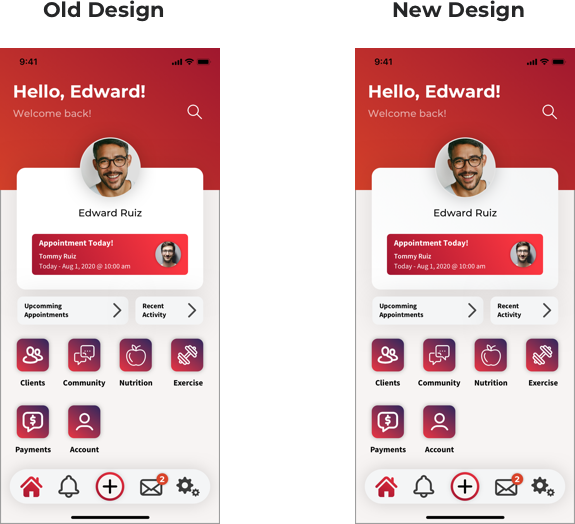 Old Design
9:41
Hello, Edward!
Welcome back!
Edward Ruiz
Appointment Today!
Tommy Ruiz
Today - Aug 1, 2020 @ 10:00 am
Upcomming
Appointments
Recent
Activity
Clients
Community
Nutrition
Exercise
$
Payments
Account
2
New Design
9:41
Hello, Edward!
Welcome back!
Edward Ruiz
Appointment Today!
Tommy Ruiz
Today - Aug 1, 2020 @ 10:00 am
Upcomming
Appointments
Recent
Activity
Clients
Community
Nutrition
Exercise
$
Payments
Account
2